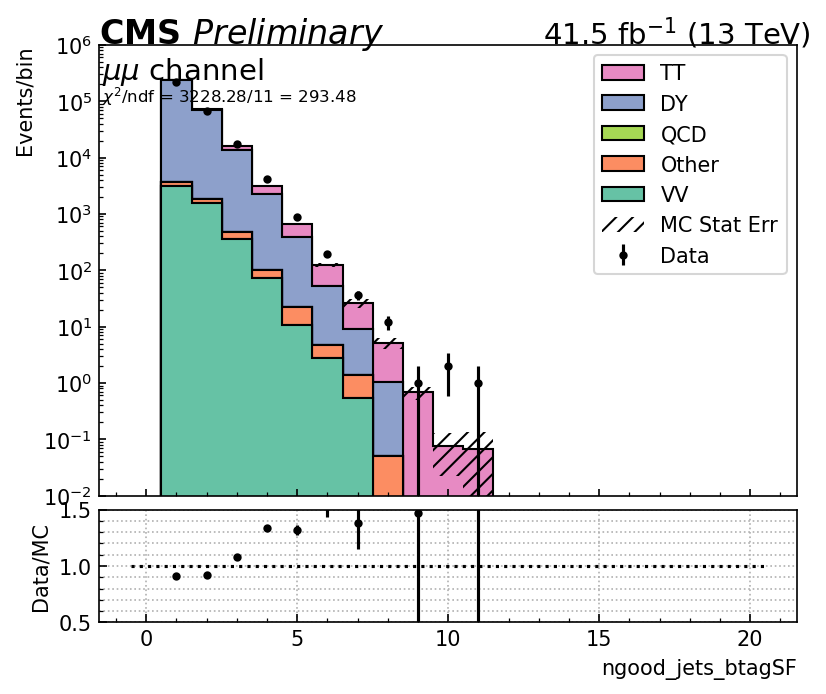 CMS Preliminary 41.5 fb⁻¹ (13 TeV)
μμ channel
χ²/ndf = 3228.28/11 = 293.48
Events/bin
10⁶
10⁵
10⁴
10³
10²
10¹
10⁰
10⁻¹
10⁻²
TT
DY
QCD
Other
VV
MC Stat Err
Data
Data/MC
1.5
1.0
0.5
0 5 10 15 20
ngood_jets_btagSF